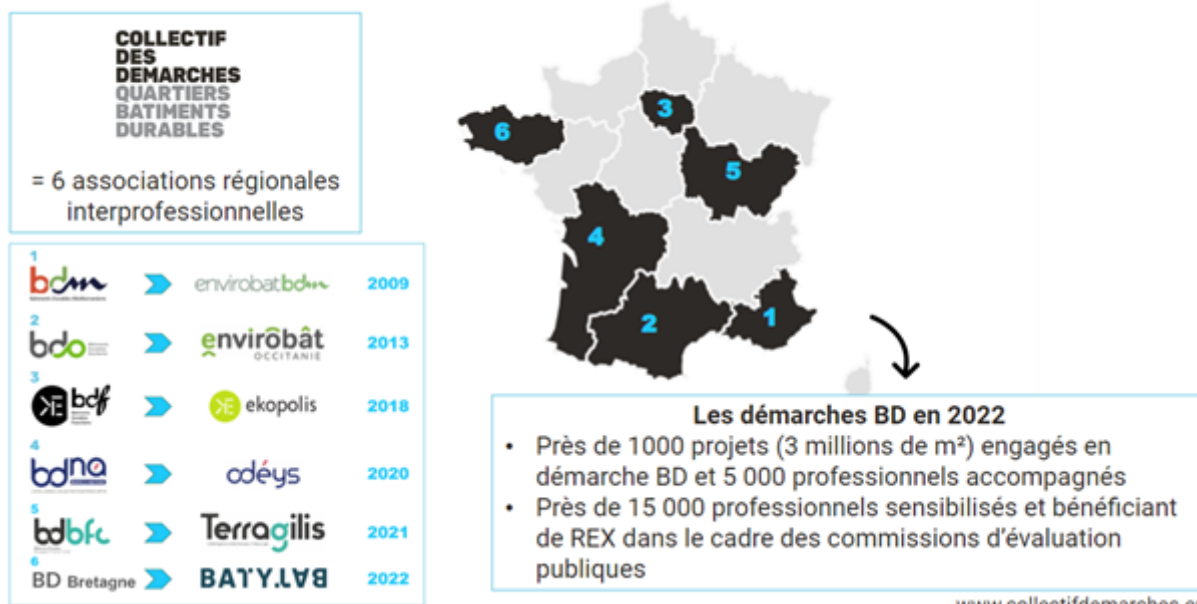 COLLECTIF
DES
DEMARCHES
QUARTIERS
BATIMENTS
DURABLES
= 6 associations régionales
interprofessionnelles
1
bdm
envirobatbdm
2009
2
bdo
envirobat
OCCITANIE
2013
3
bdf
ekopolis
2018
4
bdna
odéys
2020
5
bdbfc
Terragilis
2021
6
BD Bretagne
BATYLAB
2022
3
6
5
4
2
1
Les démarches BD en 2022
• Près de 1000 projets (3 millions de m²) engagés en
démarche BD et 5 000 professionnels accompagnés
• Près de 15 000 professionnels sensibilisés et bénéficiant
de REX dans le cadre des commissions d'évaluation
publiques